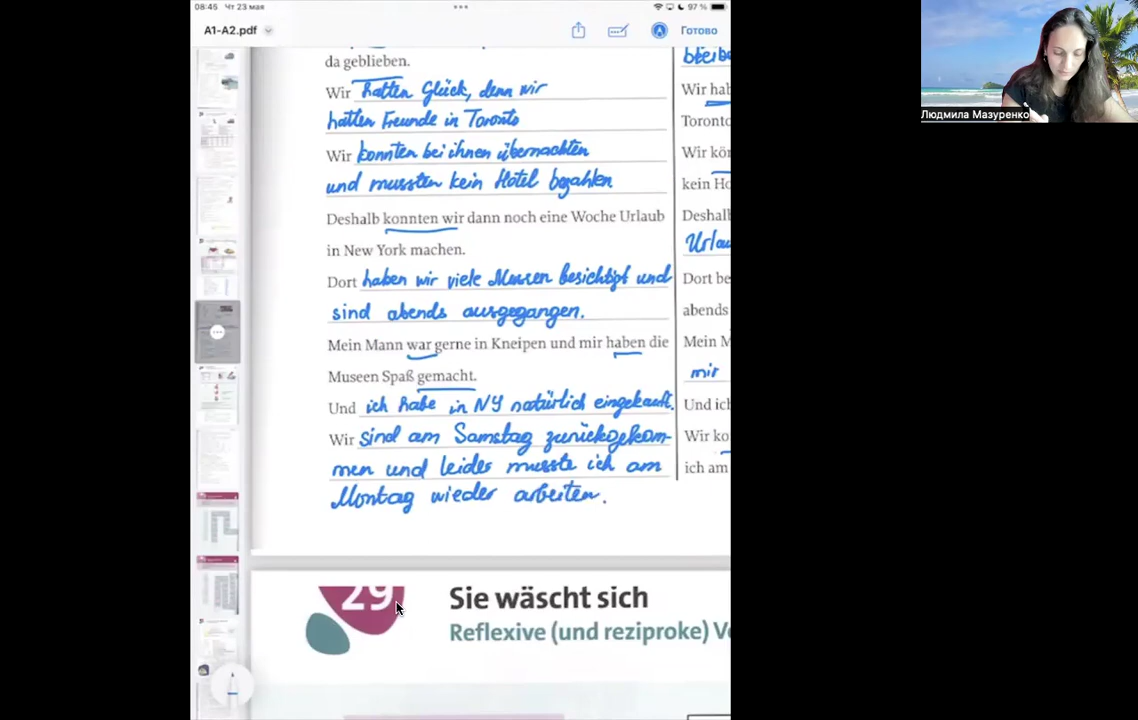 08:45 Чт 23 мая
97 %
A1-A2.pdf
Готово
da geblieben.
Wir hatten Glück, denn wir
hatten Freunde in Toronto
Wir konnten bei ihnen übernachten
und mussten kein Hotel bezahlen
Deshalb konnten wir dann noch eine Woche Urlaub
in New York machen.
Dort haben wir viele Museen besichtigt und
sind abends ausgegangen.
Mein Mann war gerne in Kneipen und mir haben die
Museen Spaß gemacht.
Und ich habe in NY natürlich eingekauft.
Wir sind am Samstag zurückgekom-
men und leider musste ich am
Montag wieder arbeiten.
bleibe
Wir hab
Toronto
Wir kön
kein Ho
Deshal
Urlau
Dort be
abends
Mein M
mir
Und ich
Wir ko
ich am
29
Sie wäscht sich
Reflexive (und reziproke) Ve
Людмила Мазуренко